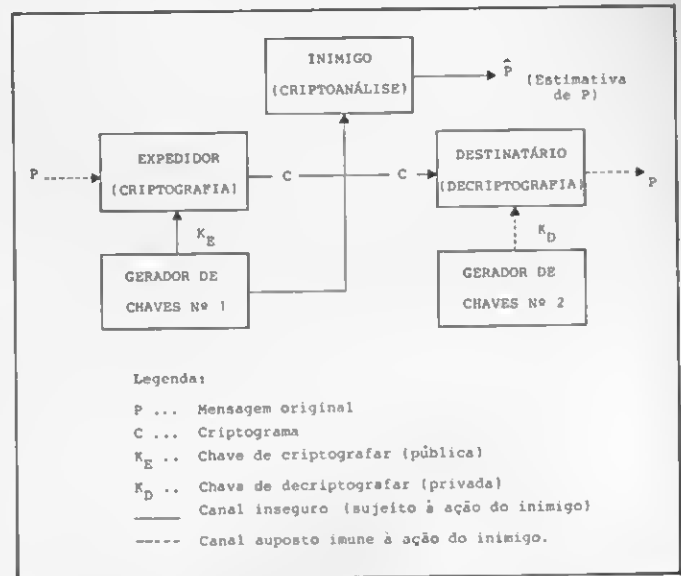 INIMIGO
(CRIPTOANÁLISE)
P̂ (Estimativa
de P)
EXPEDIDOR
(CRIPTOGRAFIA)
DESTINATÁRIO
(DECRIPTOGRAFIA)
P
C
C
P
K_E
K_D
GERADOR DE
CHAVES Nº 1
GERADOR DE
CHAVES Nº 2
Legenda:
P ... Mensagem original
C ... Criptograma
K_E .. Chave de criptografar (pública)
K_D .. Chava de decriptografar (privada)
Canal inseguro (sujeito à ação do inimigo)
Canal auposto imune à ação do inimigo.